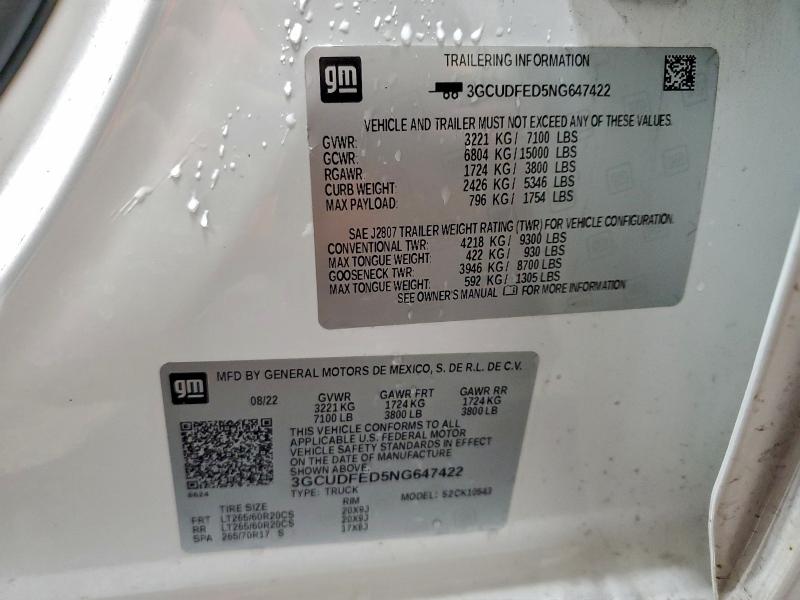 gm
TRAILERING INFORMATION
3GCUDFED5NG647422
VEHICLE AND TRAILER MUST NOT EXCEED ANY OF THESE VALUES.
GVWR: 3221 KG/ 7100 LBS
GCWR: 6804 KG/15000 LBS
RGAWR: 1724 KG/ 3800 LBS
CURB WEIGHT: 2426 KG/ 5346 LBS
MAX PAYLOAD: 796 KG/ 1754 LBS
SAE J2807 TRAILER WEIGHT RATING (TWR) FOR VEHICLE CONFIGURATION.
CONVENTIONAL TWR: 4218 KG/ 9300 LBS
MAX TONGUE WEIGHT: 422 KG/ 930 LBS
GOOSENECK TWR: 3946 KG/ 8700 LBS
MAX TONGUE WEIGHT: 592 KG/ 1305 LBS
SEE OWNER'S MANUAL FOR MORE INFORMATION
gm
MFD BY GENERAL MOTORS DE MEXICO, S. DE R.L. DE C.V.
08/22 GVWR GAWR FRT GAWR RR
3221 KG 1724 KG 1724 KG
7100 LB 3800 LB 3800 LB
THIS VEHICLE CONFORMS TO ALL
APPLICABLE U.S. FEDERAL MOTOR
VEHICLE SAFETY STANDARDS IN EFFECT
ON THE DATE OF MANUFACTURE
SHOWN ABOVE.
3GCUDFED5NG647422
6624 TYPE: TRUCK MODEL: 52CK10543
TIRE SIZE RIM
FRT LT265/60R20CS 20X9J
RR LT265/60R20CS 20X9J
SPA 265/70R17 S 17X8J